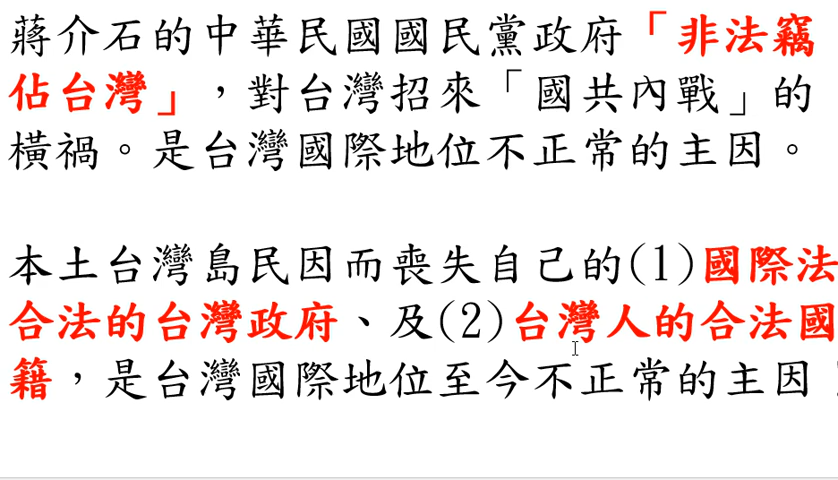 蔣介石的中華民國國民黨政府「非法竊
佔台灣」，對台灣招來「國共內戰」的
橫禍。是台灣國際地位不正常的主因。
本土台灣島民因而喪失自己的(1)國際法
合法的台灣政府、及(2)台灣人的合法國
籍，是台灣國際地位至今不正常的主因